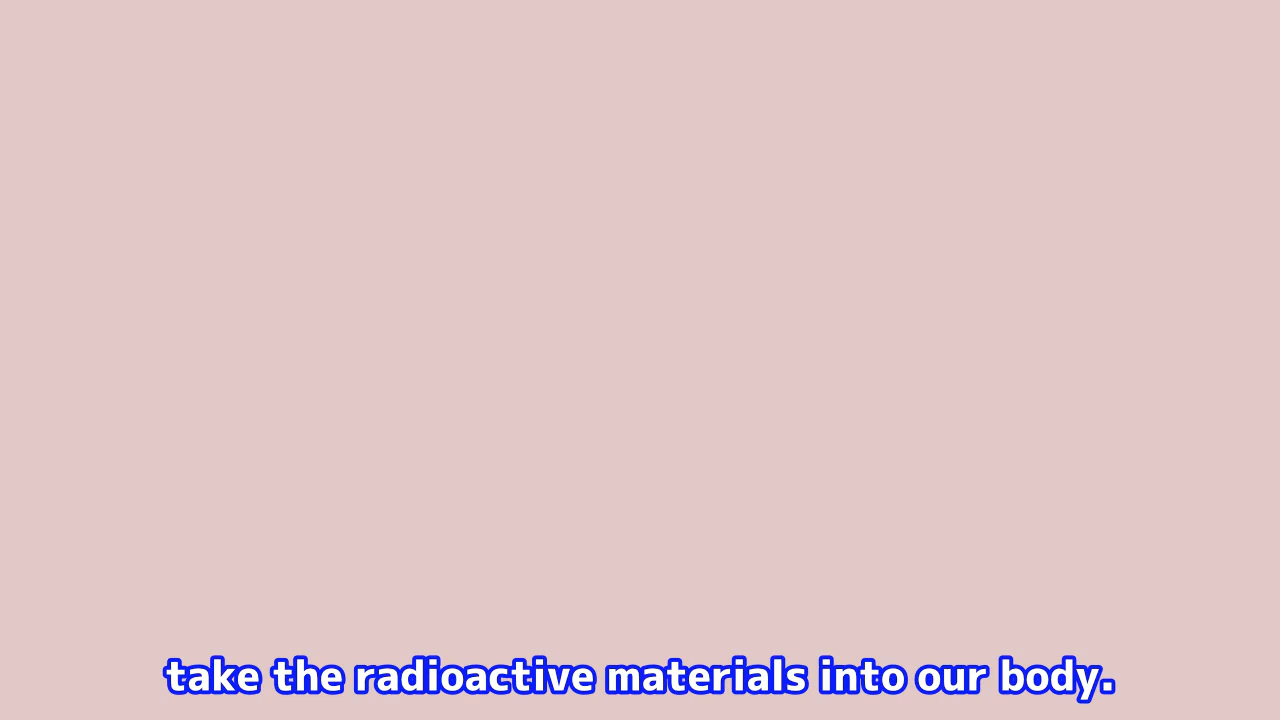 take the radioactive materials into our body.